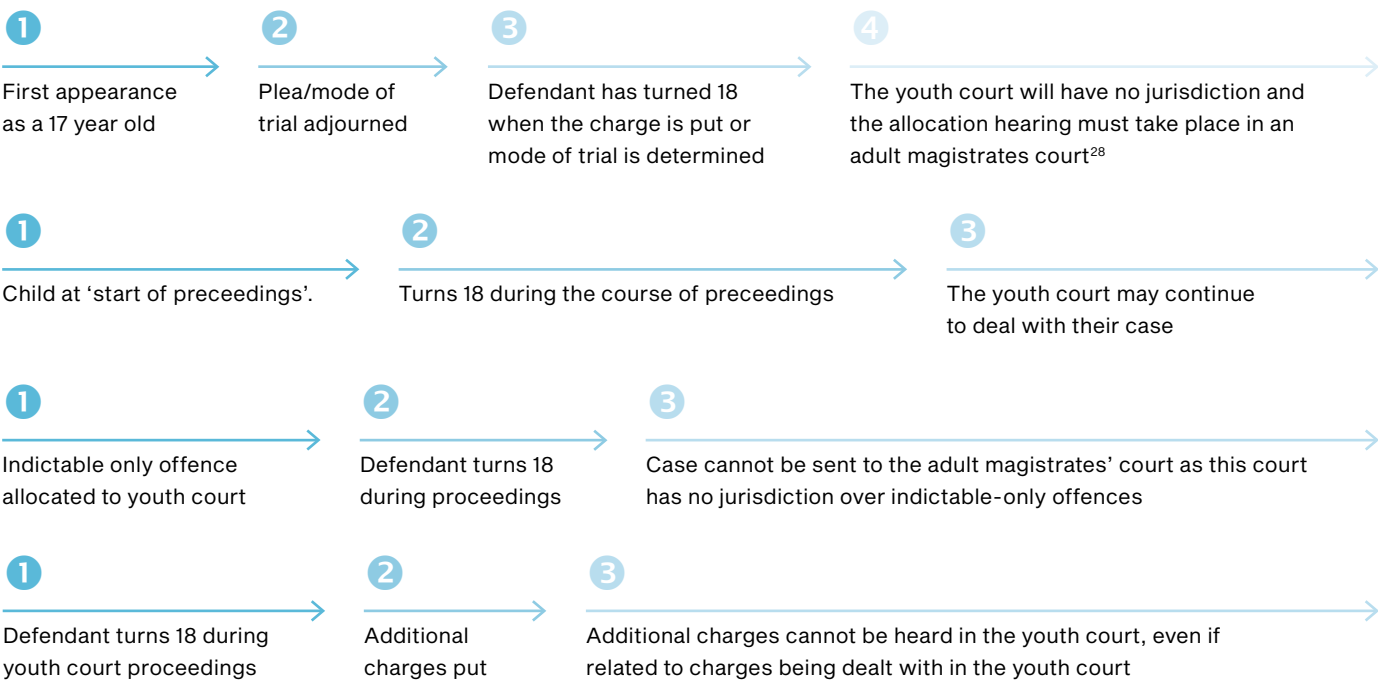 1
First appearance
as a 17 year old
2
Plea/mode of
trial adjourned
3
Defendant has turned 18
when the charge is put or
mode of trial is determined
4
The youth court will have no jurisdiction and
the allocation hearing must take place in an
adult magistrates court28
1
Child at ‘start of preceedings’.
2
Turns 18 during the course of preceedings
3
The youth court may continue
to deal with their case
1
Indictable only offence
allocated to youth court
2
Defendant turns 18
during proceedings
3
Case cannot be sent to the adult magistrates’ court as this court
has no jurisdiction over indictable-only offences
1
Defendant turns 18 during
youth court proceedings
2
Additional
charges put
3
Additional charges cannot be heard in the youth court, even if
related to charges being dealt with in the youth court